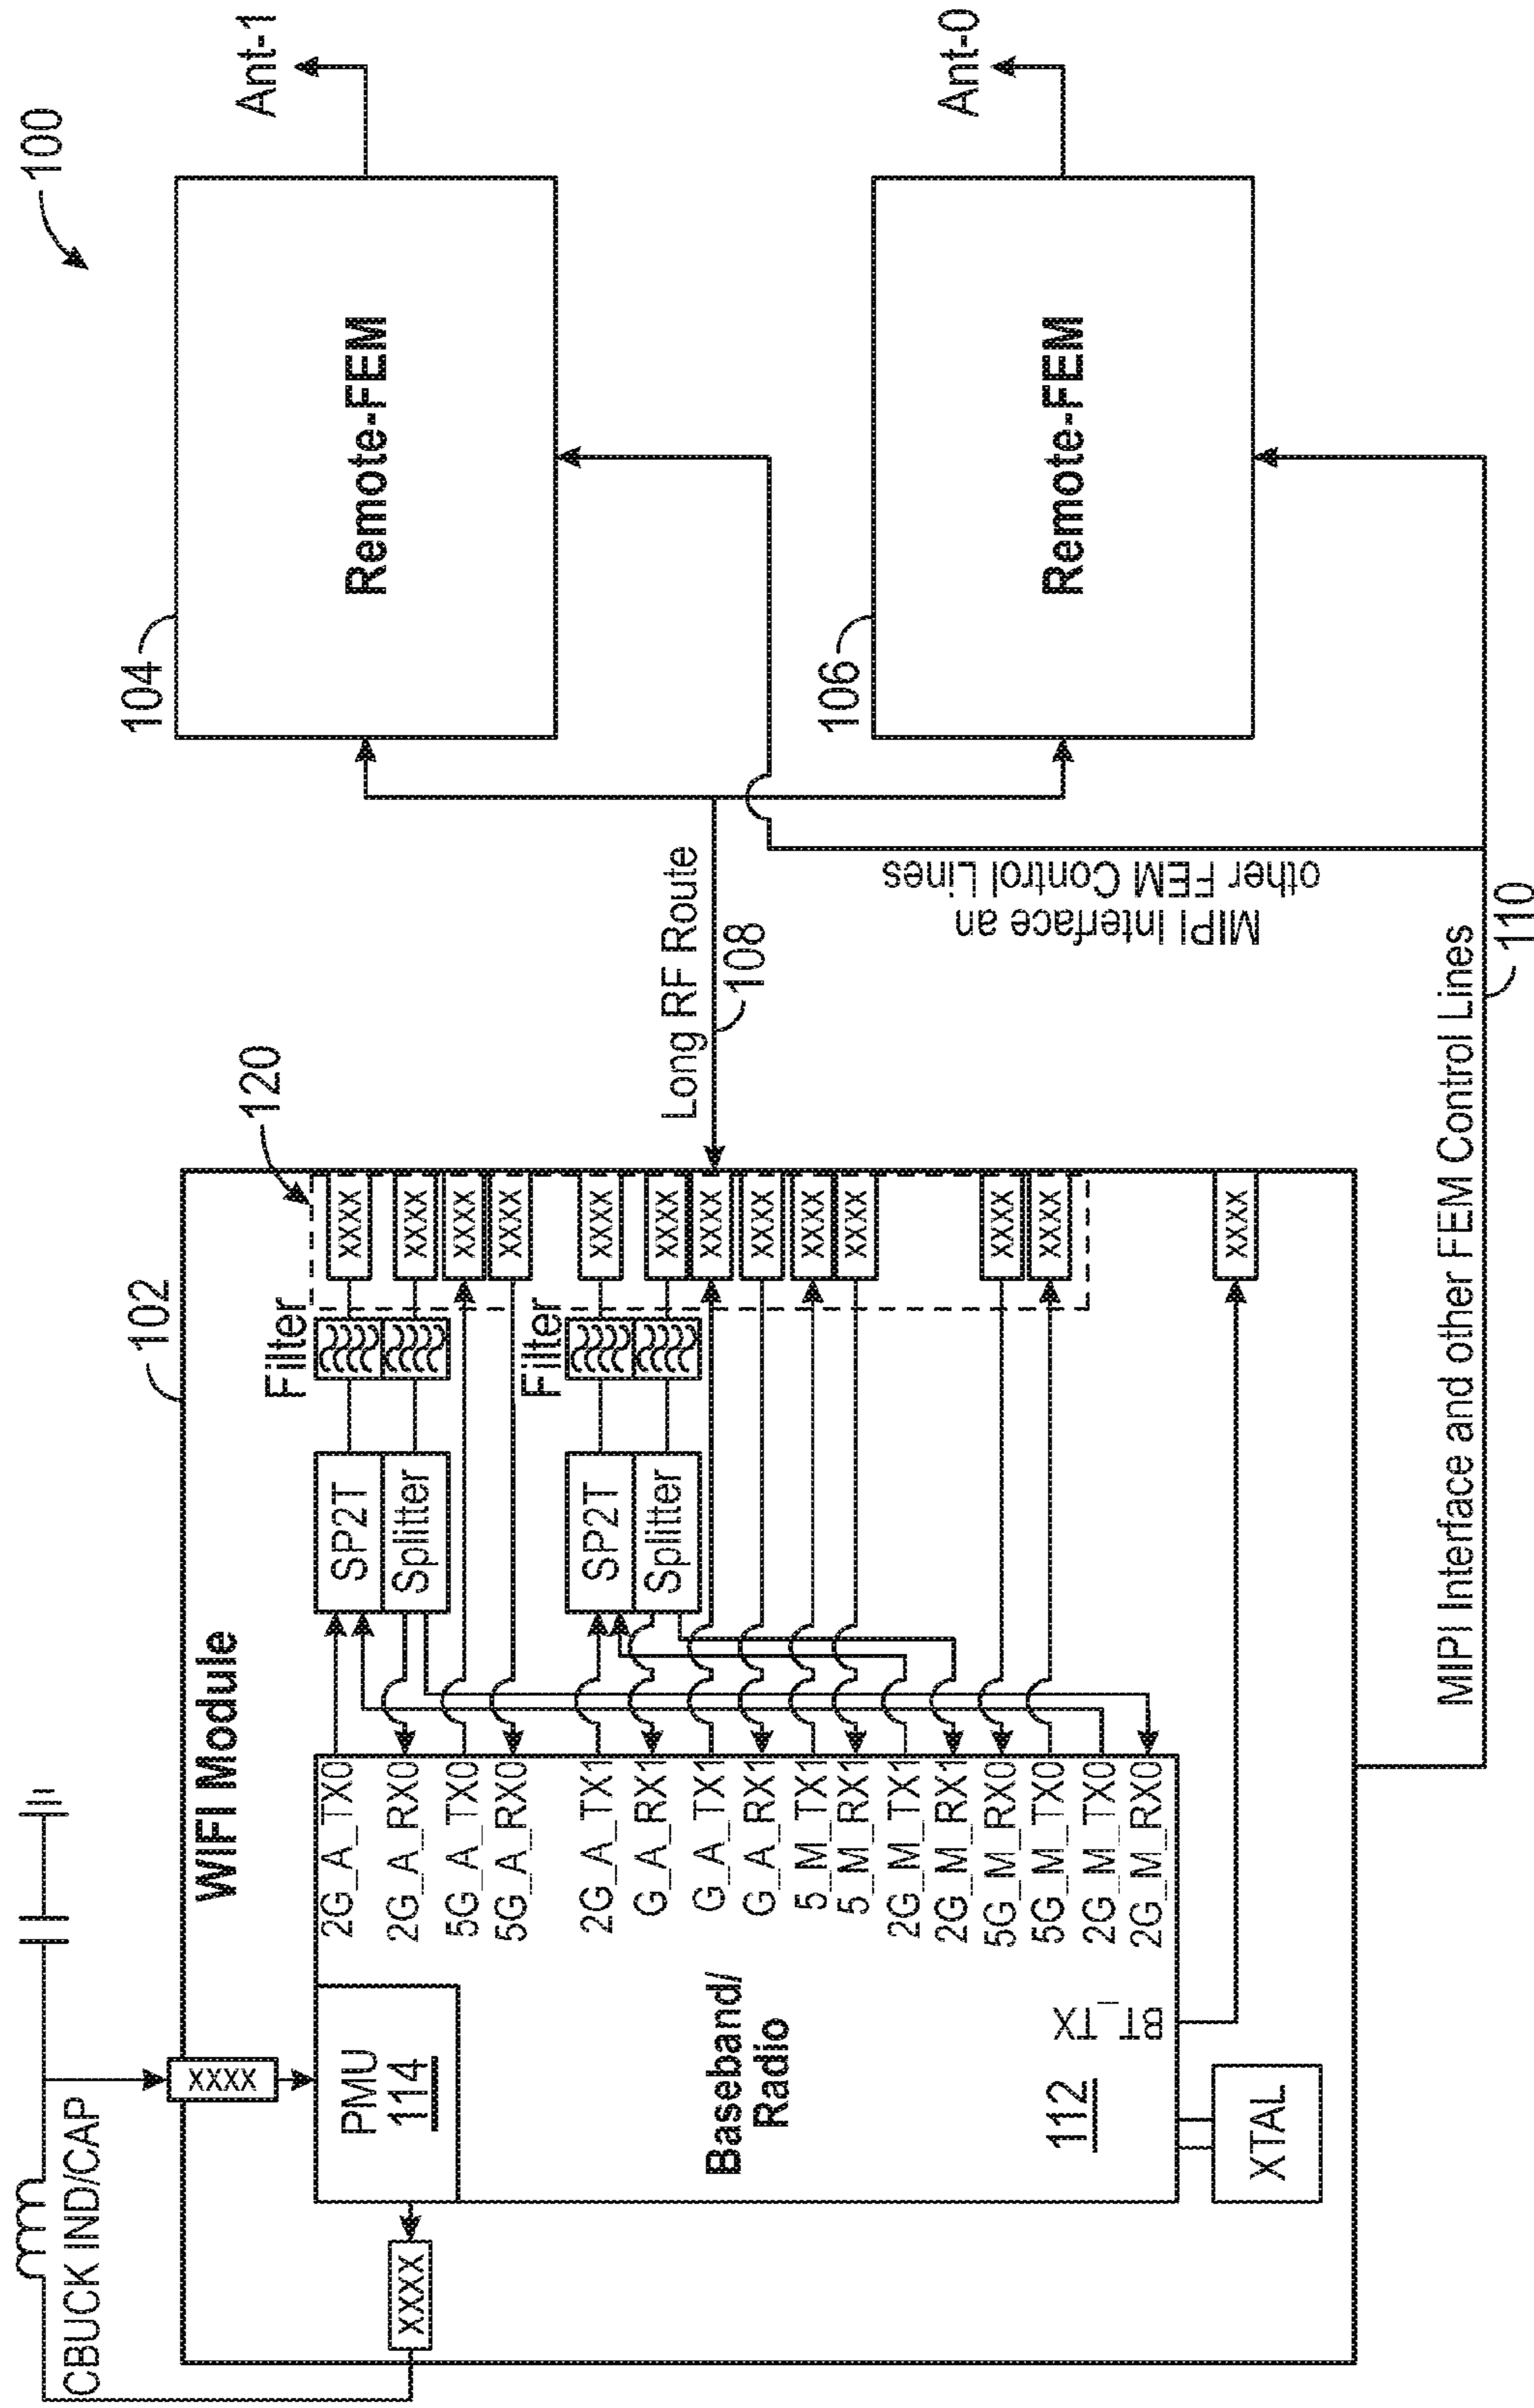 100
CBUCK IND/CAP
WIFI Module
102
XXXX
XXXX
PMU
114
Baseband/
Radio
112
BT_TX
XTAL
2G_A_TX0
2G_A_RX0
5G_A_TX0
5G_A_RX0
2G_A_TX1
G_A_RX1
G_A_TX1
G_A_RX1
5_M_TX1
5_M_RX1
2G_M_TX1
2G_M_RX1
5G_M_RX0
5G_M_TX0
2G_M_TX0
2G_M_RX0
SP2T
Splitter
SP2T
Splitter
Filter
Filter
120
XXXX
XXXX
XXXX
XXXX
XXXX
XXXX
XXXX
XXXX
XXXX
XXXX
XXXX
XXXX
XXXX
Long RF Route
108
MIPI Interface an
other FEM Control Lines
MIPI Interface and other FEM Control Lines
110
104
Remote-FEM
Ant-1
106
Remote-FEM
Ant-0